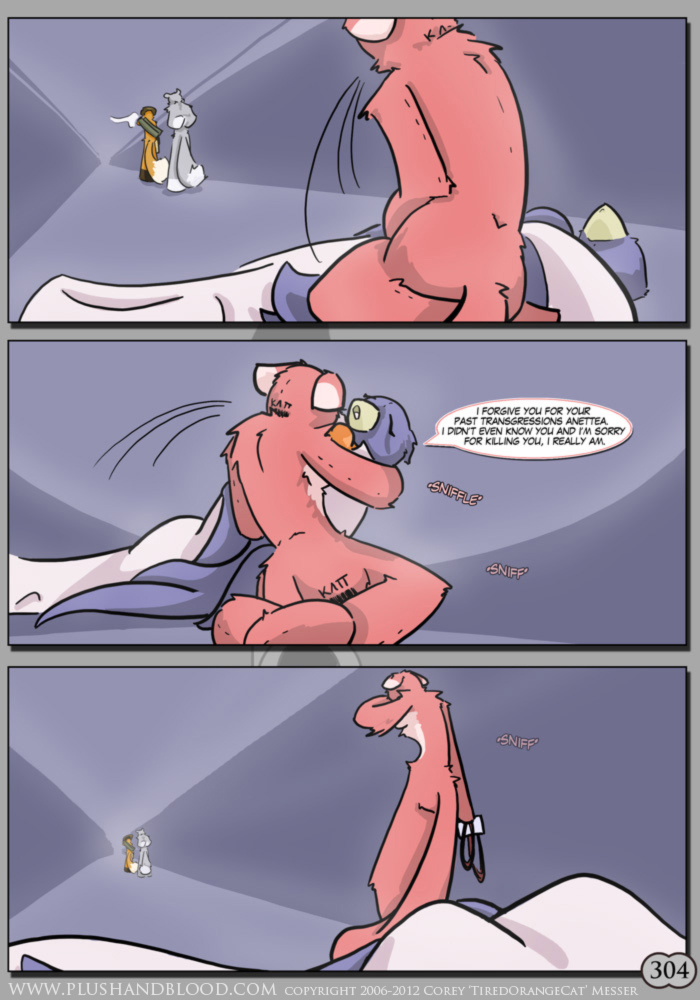 KAT
I FORGIVE YOU FOR YOUR
PAST TRANSGRESSIONS ANETTEA.
I DIDN'T EVEN KNOW YOU AND I'M SORRY
FOR KILLING YOU, I REALLY AM.
KATT
*SNIFFLE*
*SNIFF*
KATT
*SNIFF*
304
WWW.PLUSHANDBLOOD.COM COPYRIGHT 2006-2012 COREY 'TIREDORANGECAT' MESSER